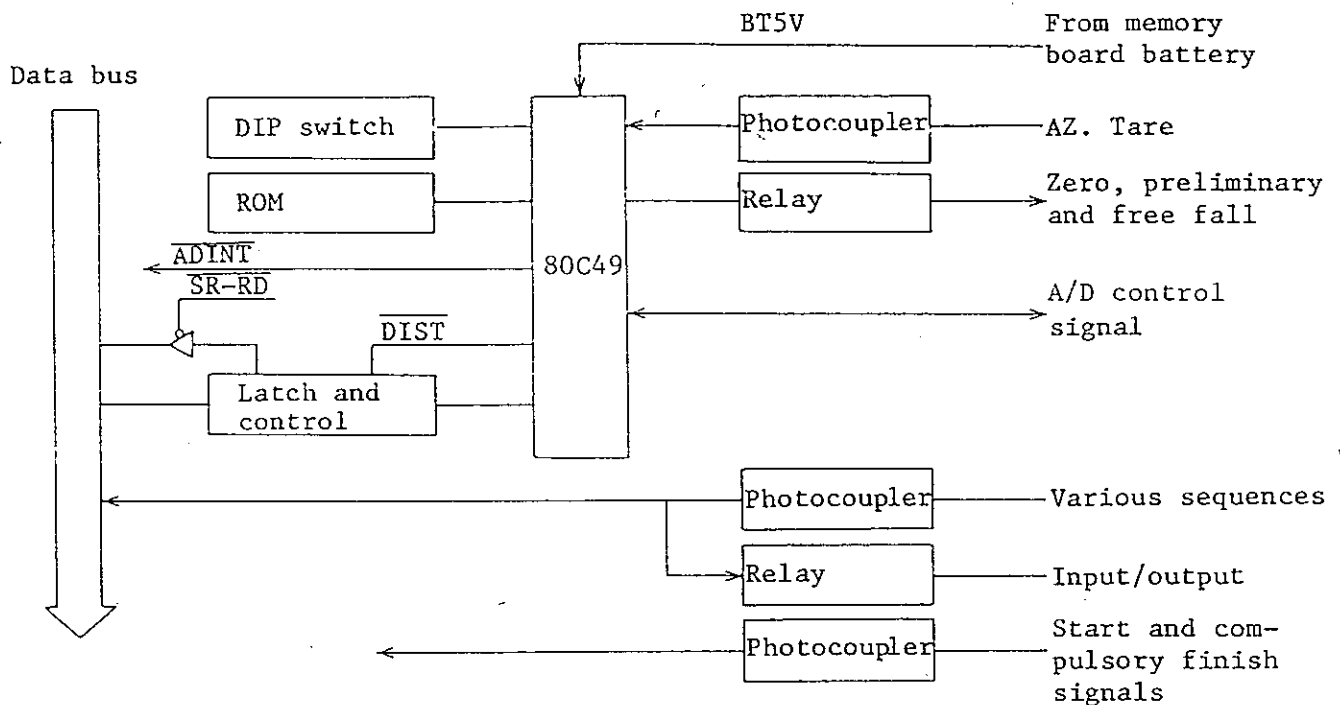 BT5V
From memory
board battery
Data bus
DIP switch
Photocoupler
AZ. Tare
ROM
Relay
Zero, preliminary
and free fall
ADINT
80C49
SR-RD
A/D control
signal
DIST
Latch and
control
Photocoupler
Various sequences
Relay
Input/output
Photocoupler
Start and com-
pulsory finish
signals